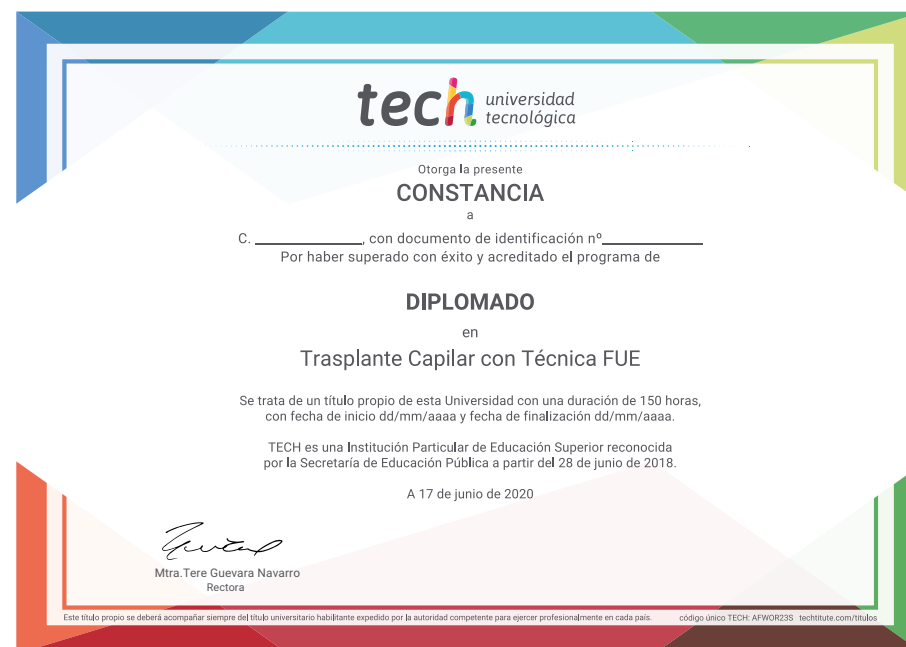 tech universidad
tecnológica
Otorga la presente
CONSTANCIA
a
C. ______________, con documento de identificación nº______________
Por haber superado con éxito y acreditado el programa de
DIPLOMADO
en
Trasplante Capilar con Técnica FUE
Se trata de un título propio de esta Universidad con una duración de 150 horas,
con fecha de inicio dd/mm/aaaa y fecha de finalización dd/mm/aaaa.
TECH es una Institución Particular de Educación Superior reconocida
por la Secretaría de Educación Pública a partir del 28 de junio de 2018.
A 17 de junio de 2020
Mtra.Tere Guevara Navarro
Rectora
Este título propio se deberá acompañar siempre del título universitario habilitante expedido por la autoridad competente para ejercer profesionalmente en cada país. código único TECH: AFWOR23S techtitute.com/titulos